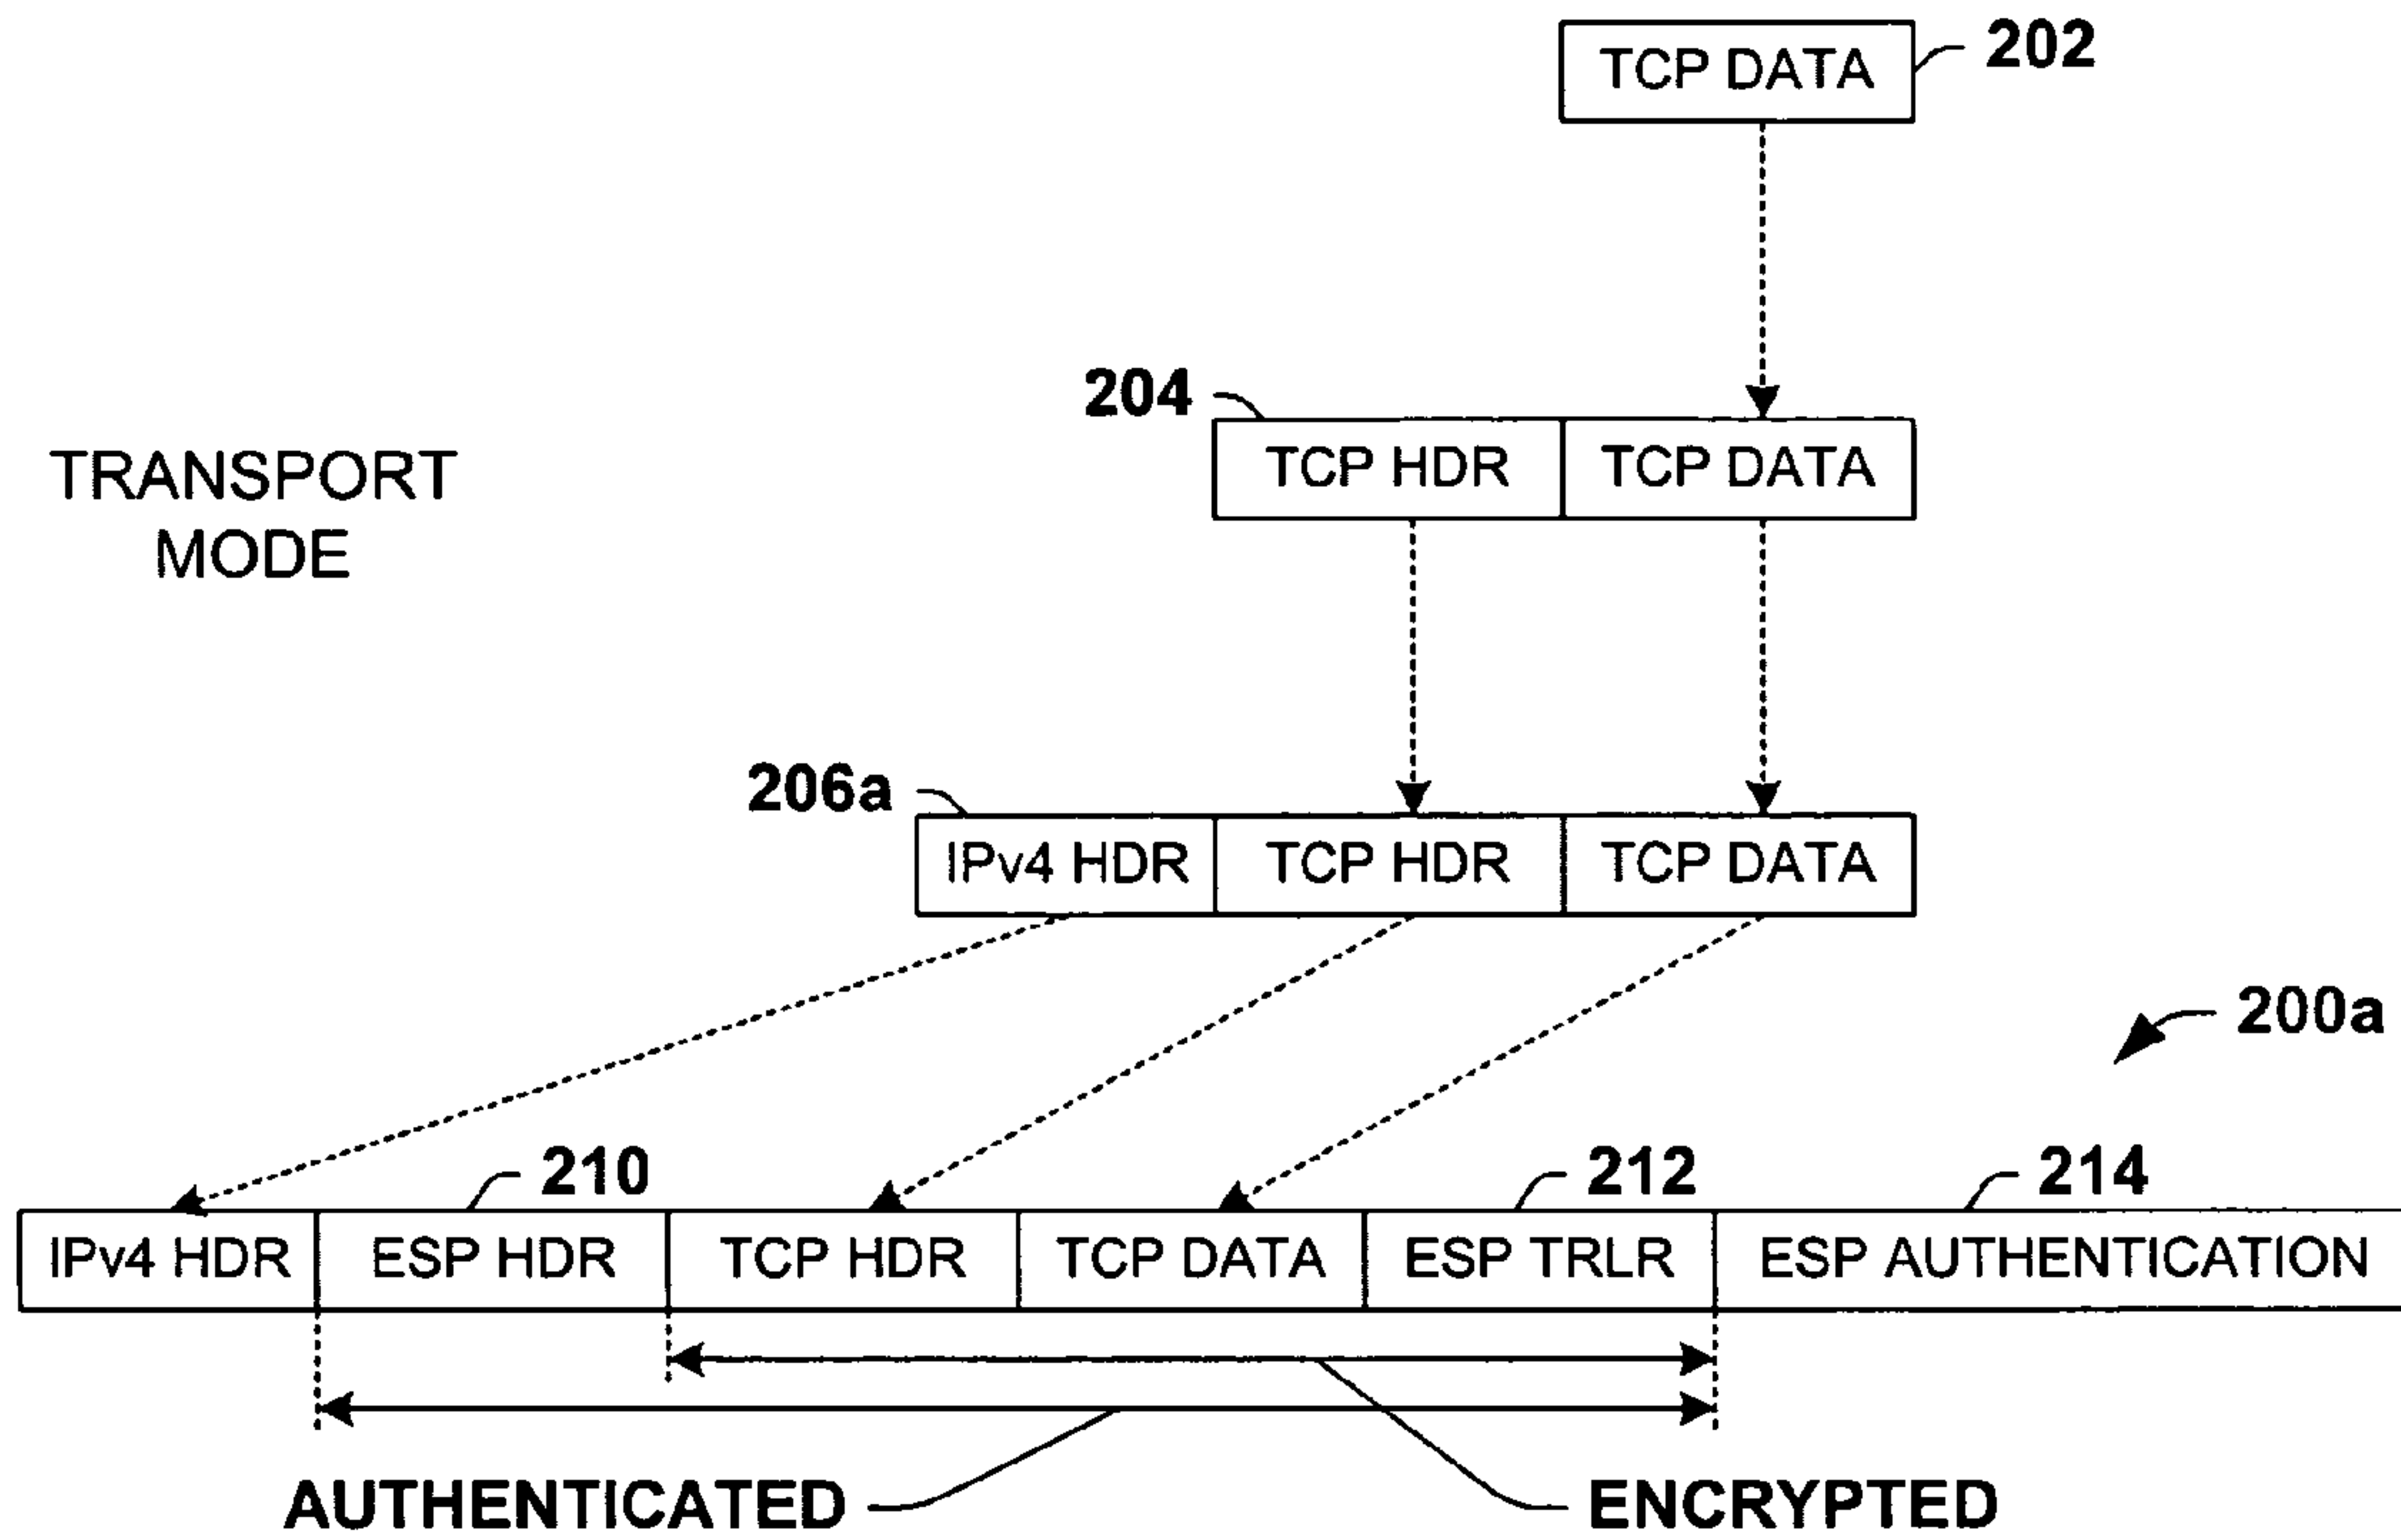 TCP DATA 202
204
TCP HDR TCP DATA
TRANSPORT
MODE
206a
IPv4 HDR TCP HDR TCP DATA
200a
210 212 214
IPv4 HDR ESP HDR TCP HDR TCP DATA ESP TRLR ESP AUTHENTICATION
AUTHENTICATED ENCRYPTED